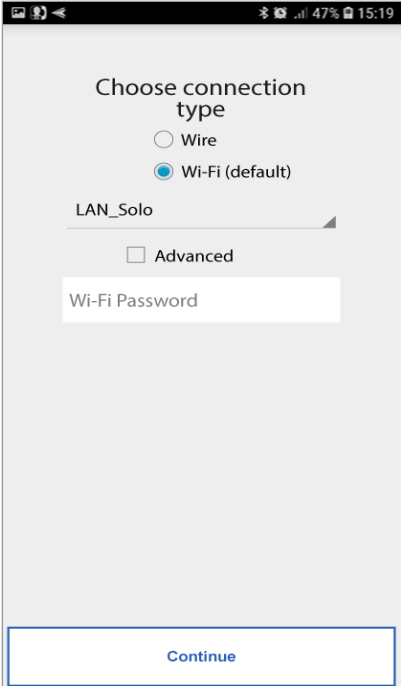 47% 15:19
Choose connection
type
Wire
Wi-Fi (default)
LAN_Solo
Advanced
Wi-Fi Password
Continue